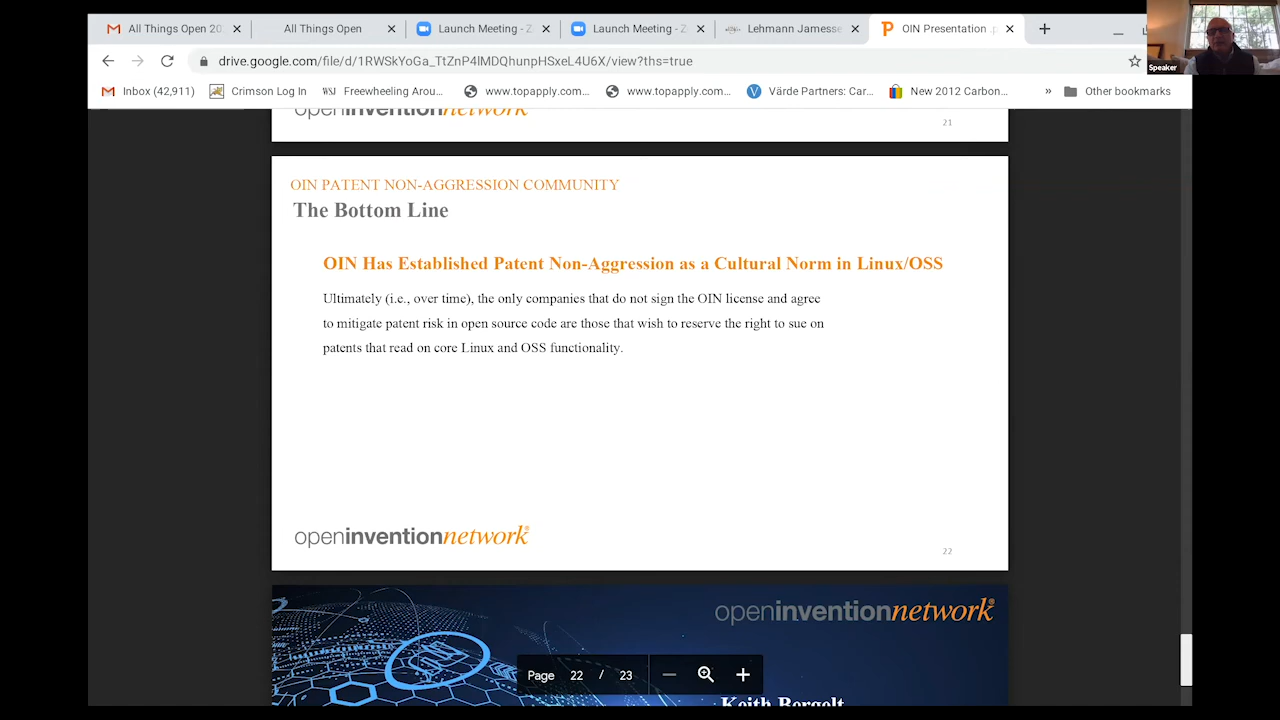 All Things Open 20
All Things Open
Launch Meeting - Z
Launch Meeting - Z
Lehmann Jamesse
OIN Presentation .p
Speaker
drive.google.com/file/d/1RWSkYoGa_TtZnP4lMDQhunpHSxeL4U6X/view?ths=true
Inbox (42,911)
Crimson Log In
Freewheeling Arou...
www.topapply.com...
www.topapply.com...
Värde Partners: Car...
New 2012 Carbon...
»
Other bookmarks
openinventionnetwork
21
OIN PATENT NON-AGGRESSION COMMUNITY
The Bottom Line
OIN Has Established Patent Non-Aggression as a Cultural Norm in Linux/OSS
Ultimately (i.e., over time), the only companies that do not sign the OIN license and agree
to mitigate patent risk in open source code are those that wish to reserve the right to sue on
patents that read on core Linux and OSS functionality.
openinventionnetwork®
22
openinventionnetwork®
Page 22 / 23
Keith Bergelt